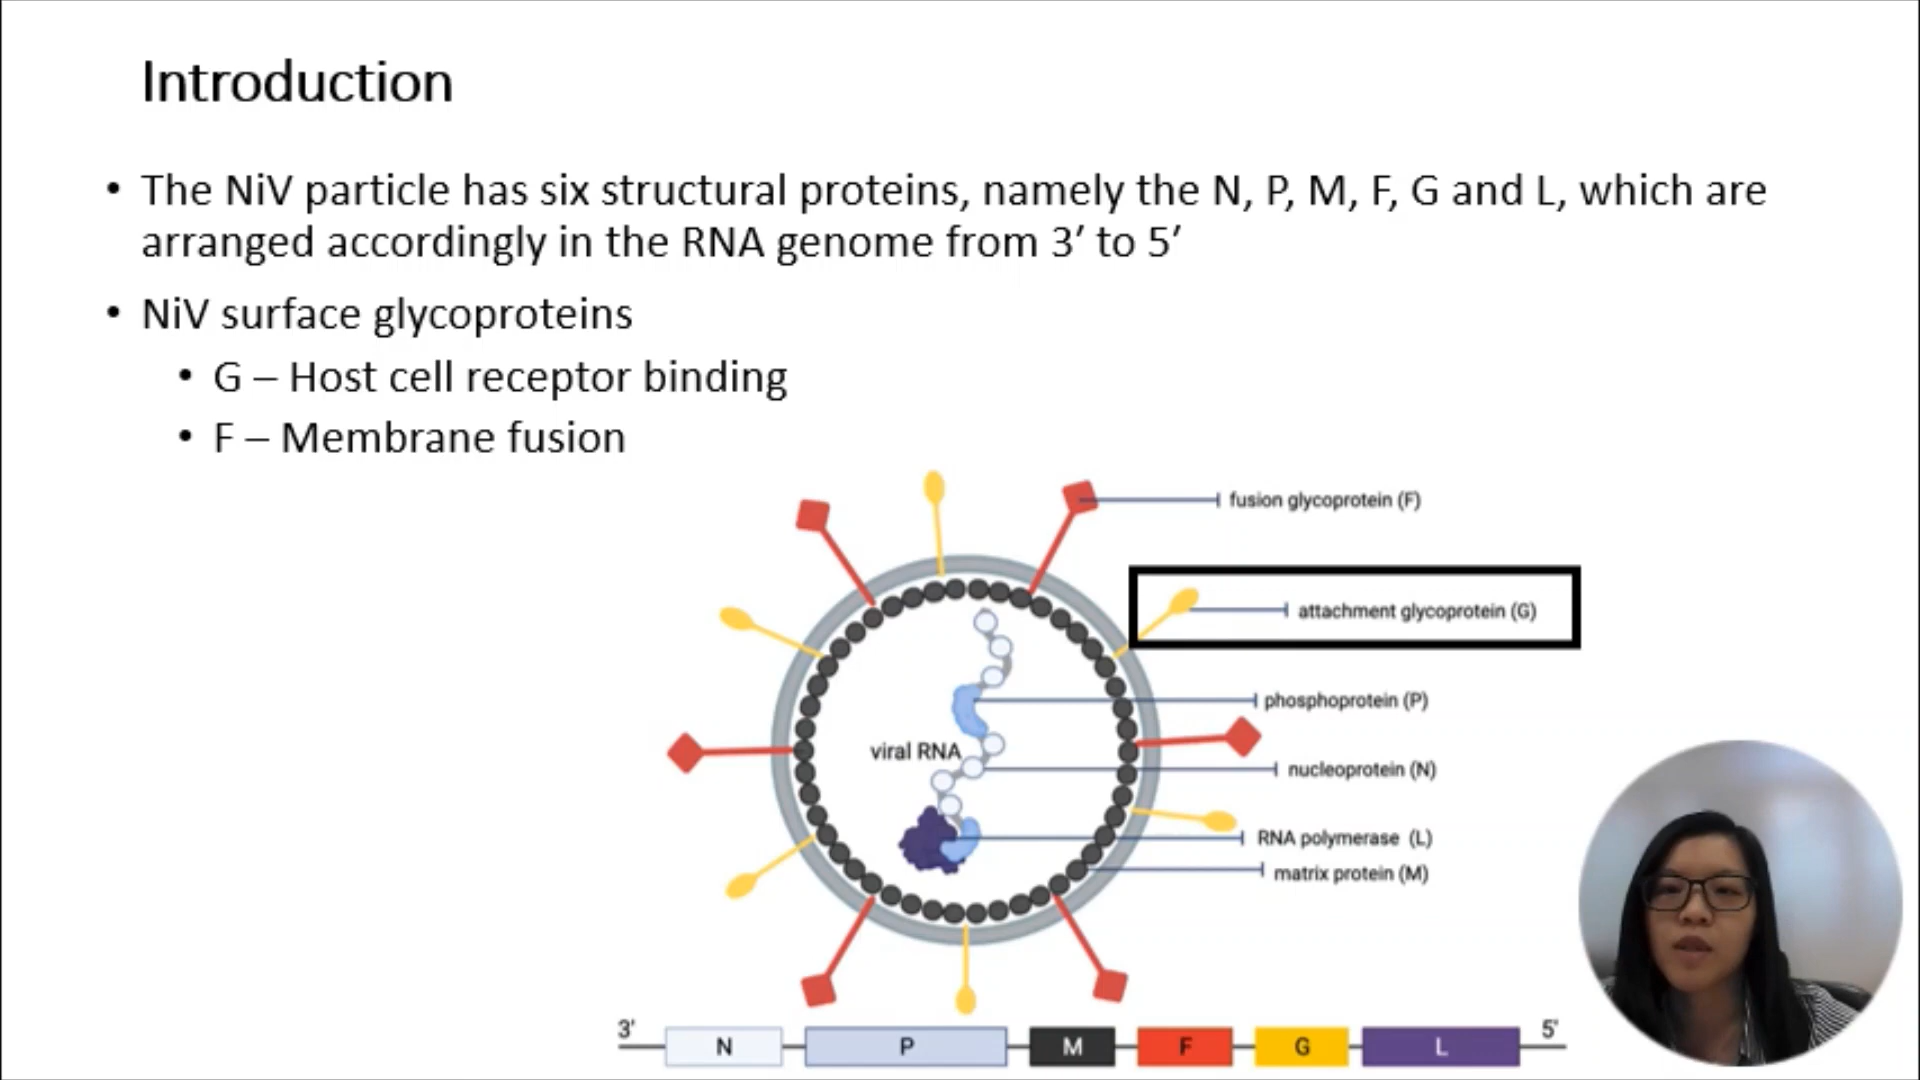 Introduction
• The NiV particle has six structural proteins, namely the N, P, M, F, G and L, which are
arranged accordingly in the RNA genome from 3′ to 5′
• NiV surface glycoproteins
• G – Host cell receptor binding
• F – Membrane fusion
fusion glycoprotein (F)
attachment glycoprotein (G)
phosphoprotein (P)
viral RNA
nucleoprotein (N)
RNA polymerase (L)
matrix protein (M)
3' N P M F G L 5'